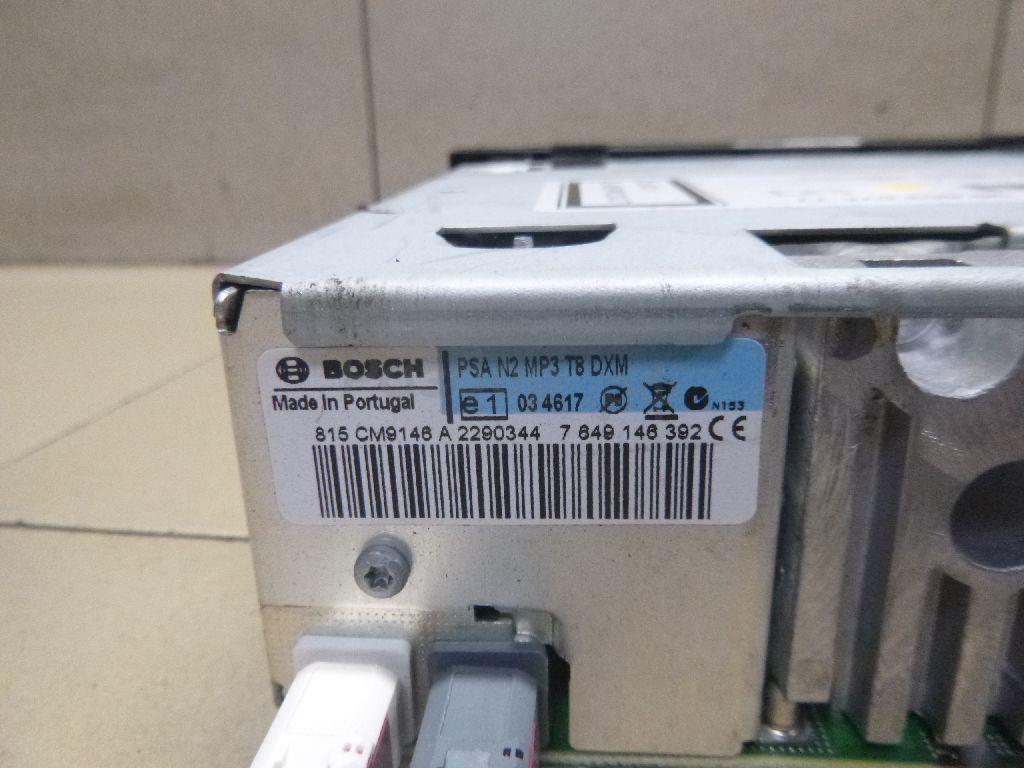 BOSCH
Made in Portugal
PSA N2 MP3 T8 DXM
e1 03 4617
N153
815 CM9146 A 2290344 7 649 146 392 CE